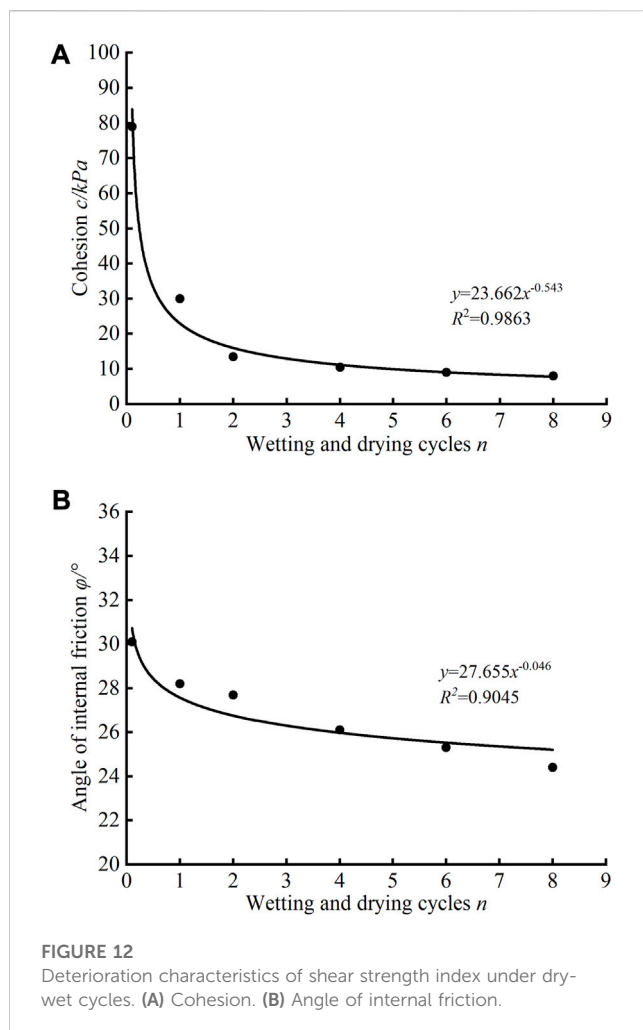 A
100
90
80
70
60
50
40
30
20
10
0
Cohesion c/kPa
y=23.662x^-0.543
R²=0.9863
0 1 2 3 4 5 6 7 8 9
Wetting and drying cycles n
B
36
34
32
30
28
26
24
22
20
Angle of internal friction φ/°
y=27.655x^-0.046
R²=0.9045
0 1 2 3 4 5 6 7 8 9
Wetting and drying cycles n
FIGURE 12
Deterioration characteristics of shear strength index under dry-
wet cycles. (A) Cohesion. (B) Angle of internal friction.